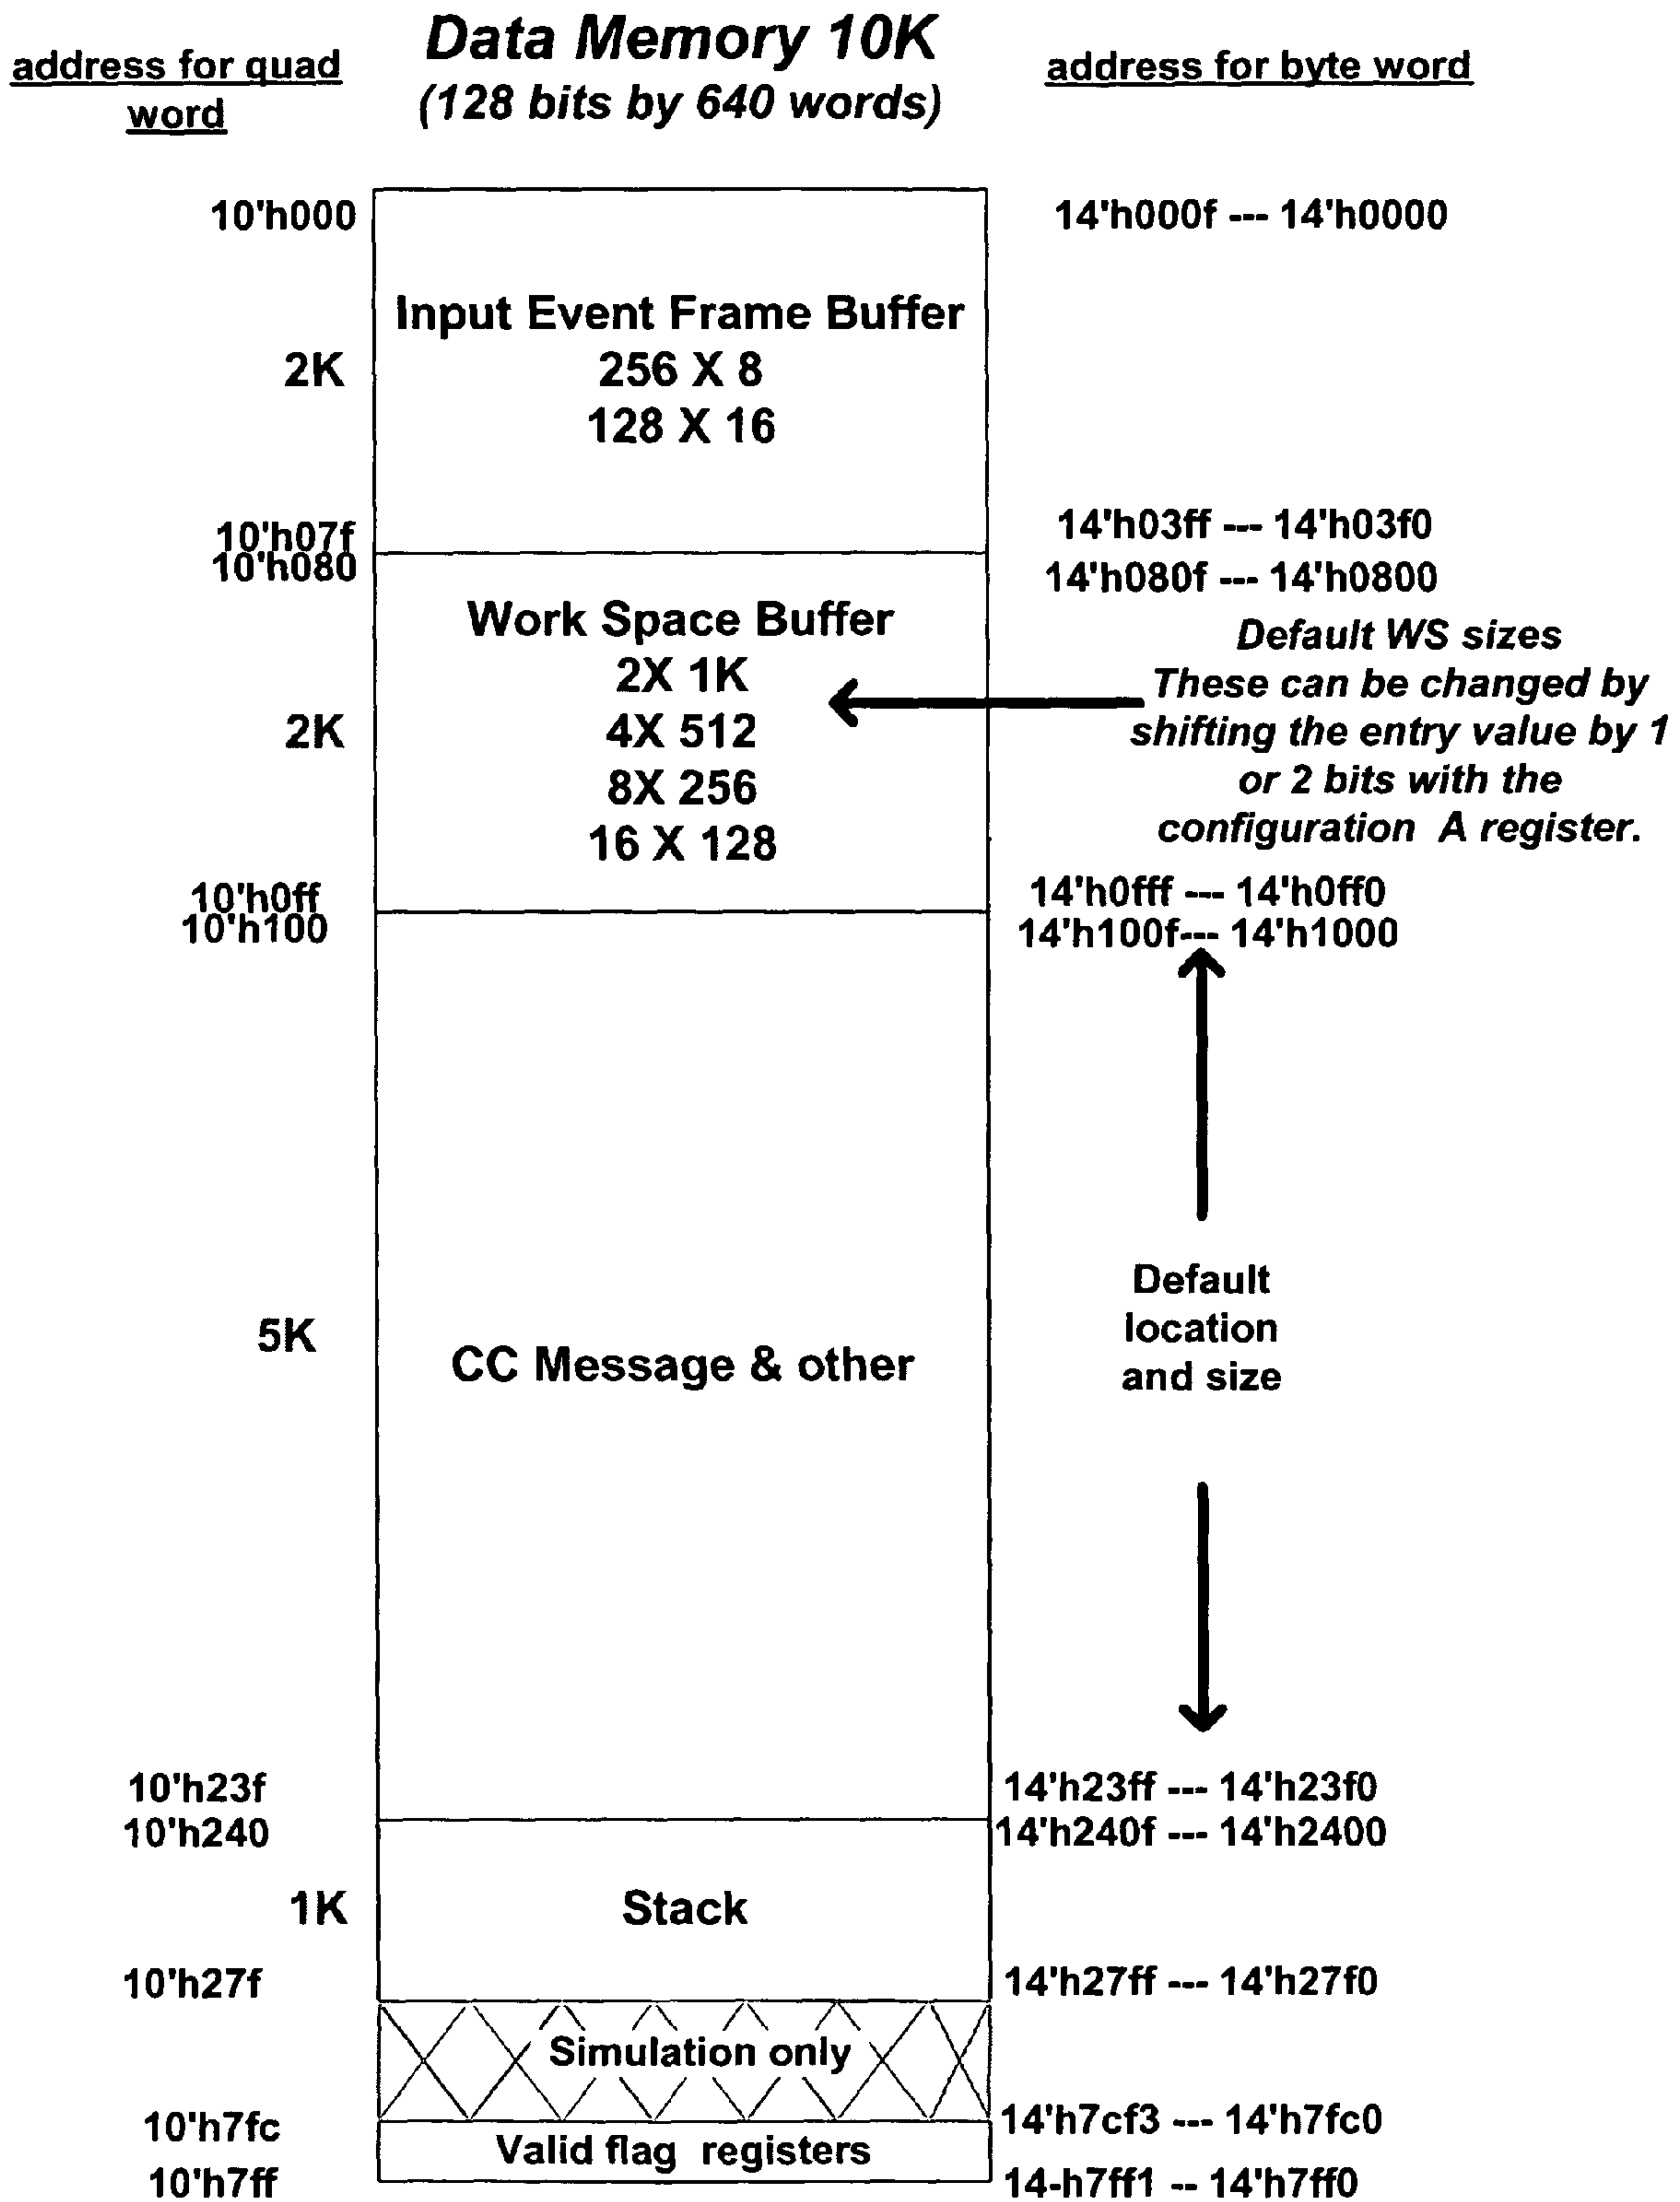 Data Memory 10K
(128 bits by 640 words)
address for quad
word
address for byte word
10'h000
14'h000f --- 14'h0000
Input Event Frame Buffer
256 X 8
128 X 16
2K
10'h07f
14'h03ff --- 14'h03f0
10'h080
14'h080f --- 14'h0800
Work Space Buffer
2X 1K
4X 512
8X 256
16 X 128
2K
Default WS sizes
These can be changed by
shifting the entry value by 1
or 2 bits with the
configuration A register.
10'h0ff
14'h0fff --- 14'h0ff0
10'h100
14'h100f--- 14'h1000
5K
CC Message & other
Default
location
and size
10'h23f
14'h23ff --- 14'h23f0
10'h240
14'h240f --- 14'h2400
1K
Stack
10'h27f
14'h27ff --- 14'h27f0
Simulation only
10'h7fc
14'h7cf3 --- 14'h7fc0
Valid flag registers
10'h7ff
14-h7ff1 -- 14'h7ff0